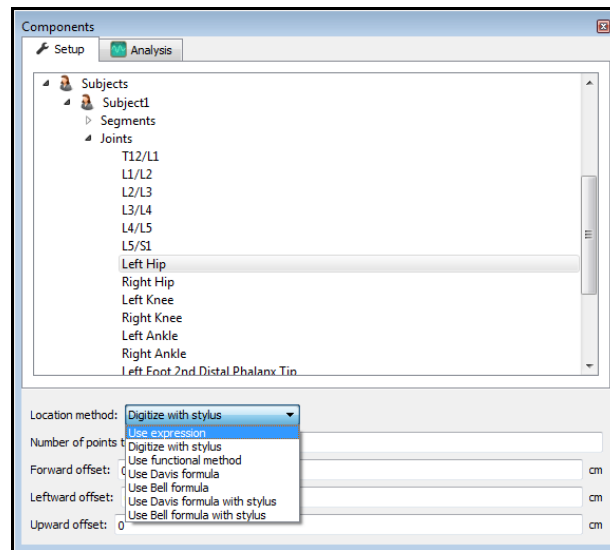 Components
Setup
Analysis
Subjects
Subject1
Segments
Joints
T12/L1
L1/L2
L2/L3
L3/L4
L4/L5
L5/S1
Left Hip
Right Hip
Left Knee
Right Knee
Left Ankle
Right Ankle
Left Foot 2nd Distal Phalanx Tip
Location method: Digitize with stylus
Use expression
Number of points t
Digitize with stylus
Use functional method
Forward offset: cm
Use Davis formula
Use Bell formula
Leftward offset: cm
Use Davis formula with stylus
Use Bell formula with stylus
Upward offset: 0 cm